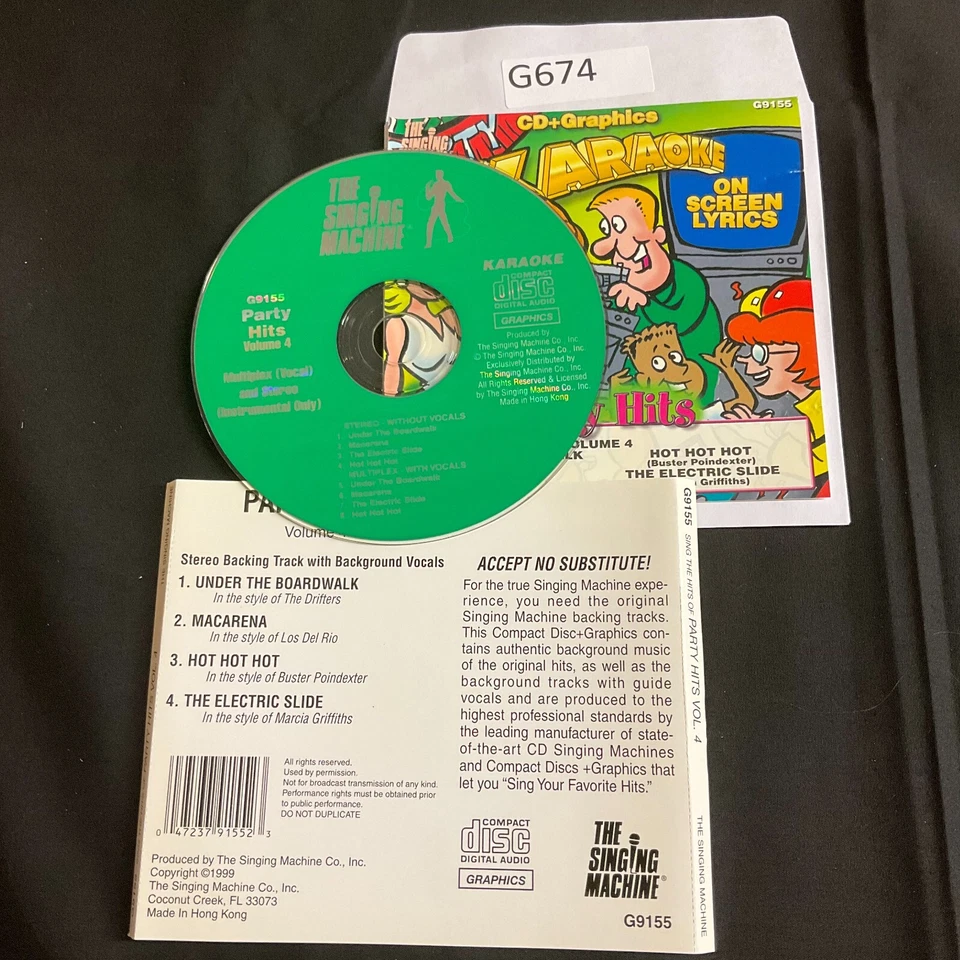 G674
G9155
CD+Graphics
THE
SINGING
KARAOKE
ON
SCREEN
LYRICS
Hits
VOLUME 4
HOT HOT HOT
(Buster Poindexter)
THE ELECTRIC SLIDE
Griffiths)
THE
SINGING
MACHINE
KARAOKE
COMPACT
disc
DIGITAL AUDIO
GRAPHICS
G9155
Party
Hits
Volume 4
Multiplex (Vocal)
and Stereo
(Instrumental Only)
Produced by
The Singing Machine Co., Inc.
© The Singing Machine Co., Inc.
Exclusively Distributed by
The Singing Machine Co., Inc.
All Rights Reserved & Licensed
by The Singing Machine Co., Inc.
Made in Hong Kong
STEREO - WITHOUT VOCALS
1. Under The Boardwalk
2. Macarena
3. The Electric Slide
4. Hot Hot Hot
MULTIPLEX - WITH VOCALS
5. Under The Boardwalk
6. Macarena
7. The Electric Slide
8. Hot Hot Hot
Volume
Stereo Backing Track with Background Vocals
1. UNDER THE BOARDWALK
In the style of The Drifters
2. MACARENA
In the style of Los Del Rio
3. HOT HOT HOT
In the style of Buster Poindexter
4. THE ELECTRIC SLIDE
In the style of Marcia Griffiths
ACCEPT NO SUBSTITUTE!
For the true Singing Machine expe-
rience, you need the original
Singing Machine backing tracks.
This Compact Disc+Graphics con-
tains authentic background music
of the original hits, as well as the
background tracks with guide
vocals and are produced to the
highest professional standards by
the leading manufacturer of state-
of-the-art CD Singing Machines
and Compact Discs +Graphics that
let you "Sing Your Favorite Hits."
All rights reserved.
Used by permission.
Not for broadcast transmission of any kind.
Performance rights must be obtained prior
to public performance.
DO NOT DUPLICATE
0 47237 91552 3
Produced by The Singing Machine Co., Inc.
Copyright ©1999
The Singing Machine Co., Inc.
Coconut Creek, FL 33073
Made In Hong Kong
COMPACT
disc
DIGITAL AUDIO
GRAPHICS
THE
SINGING
MACHINE®
G9155
G9155 SING THE HITS OF PARTY HITS VOL. 4 THE SINGING MACHINE